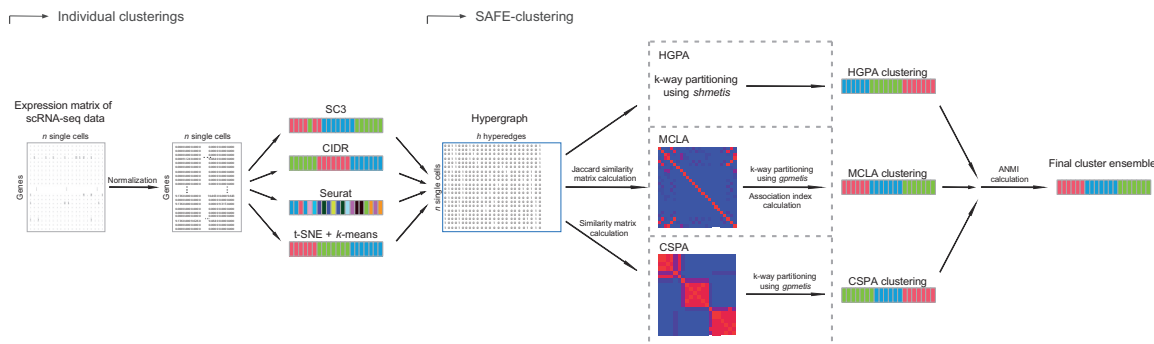 Individual clusterings
SAFE-clustering
Expression matrix of
scRNA-seq data
n single cells
Genes
Normalization
n single cells
Genes
SC3
CIDR
Seurat
t-SNE + k-means
Hypergraph
h hyperedges
n single cells
Jaccard similarity
matrix calculation
Similarity matrix
calculation
HGPA
k-way partitioning
using shmetis
MCLA
k-way partitioning
using gpmetis
Association index
calculation
CSPA
k-way partitioning
using gpmetis
HGPA clustering
MCLA clustering
CSPA clustering
ANMI
calculation
Final cluster ensemble